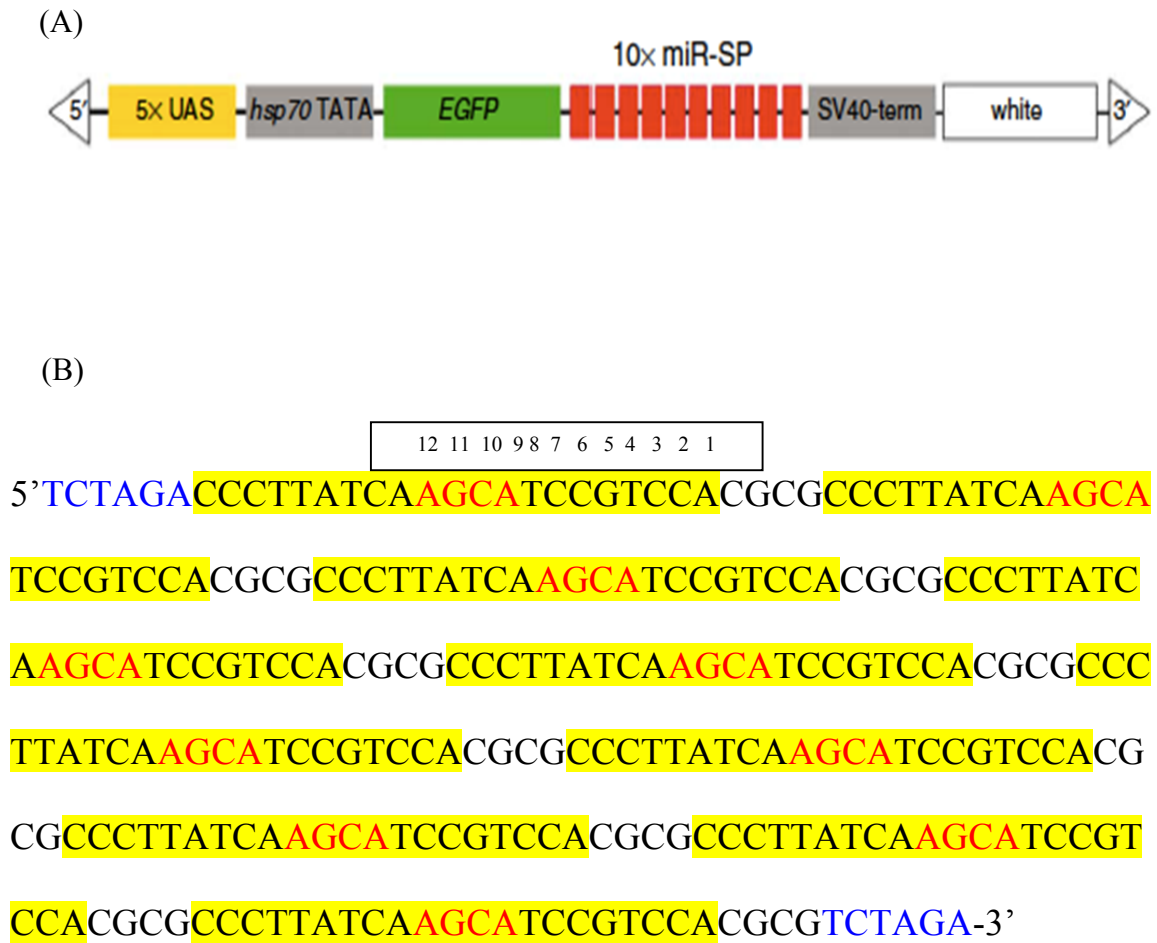 (A)
10× miR-SP
5′ 5× UAS hsp70 TATA EGFP SV40-term white 3′
(B)
12 11 10 9 8 7 6 5 4 3 2 1
5’TCTAGACCCTTATCAAGCATCCGTCCACGCGCCCTTATCAAGCA
TCCGTCCACGCGCCCTTATCAAGCATCCGTCCACGCGCCCTTATC
AAGCATCCGTCCACGCGCCCTTATCAAGCATCCGTCCACGCGCCC
TTATCAAGCATCCGTCCACGCGCCCTTATCAAGCATCCGTCCACG
CGCCCTTATCAAGCATCCGTCCACGCGCCCTTATCAAGCATCCGT
CCACGCGCCCTTATCAAGCATCCGTCCACGCGTCTAGA-3’